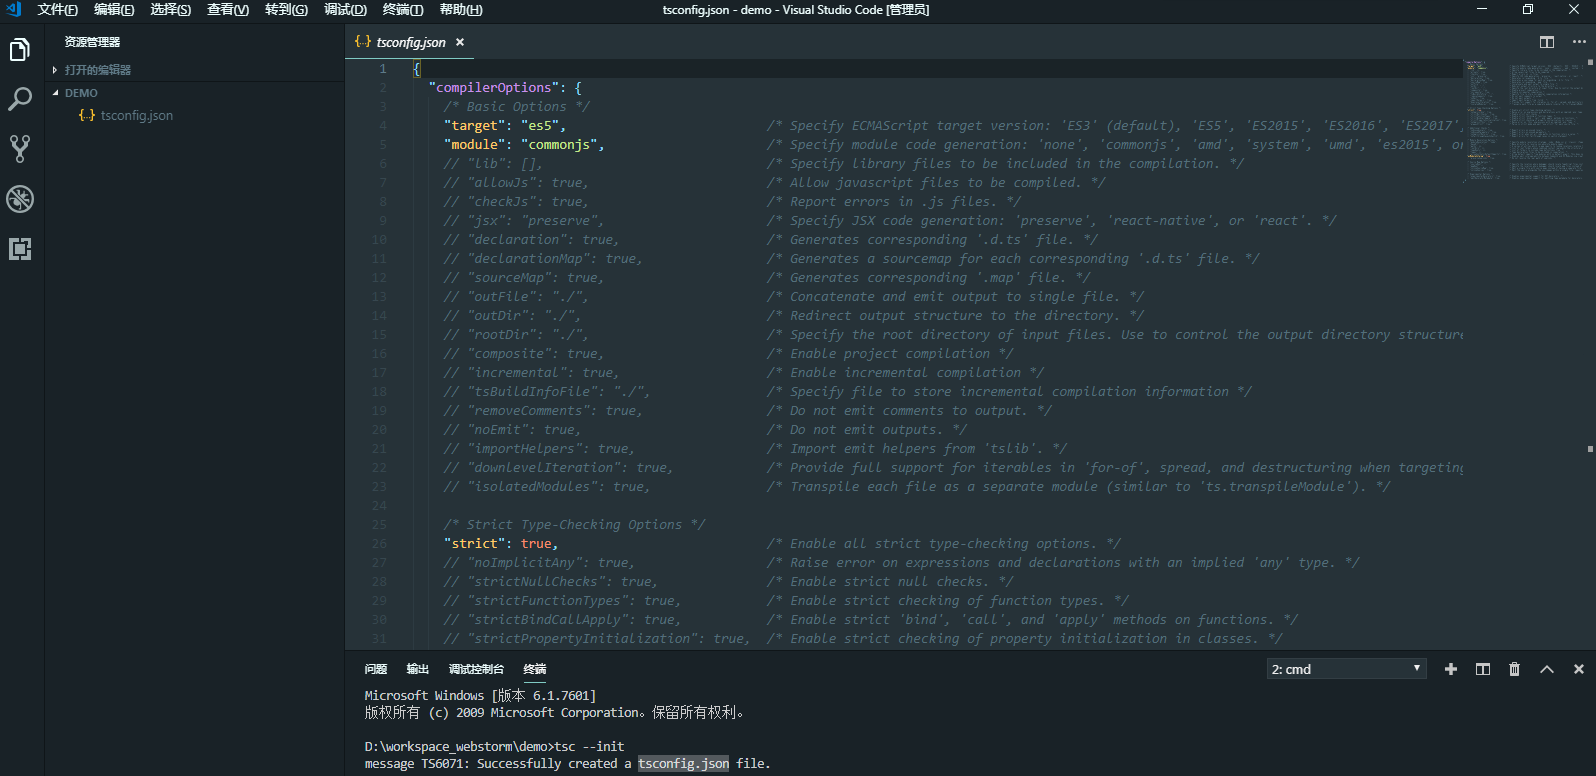 文件(F) 编辑(E) 选择(S) 查看(V) 转到(G) 调试(D) 终端(T) 帮助(H) tsconfig.json - demo - Visual Studio Code [管理员]
资源管理器
打开的编辑器
DEMO
{..} tsconfig.json
{..} tsconfig.json ×
1 {
2 "compilerOptions": {
3 /* Basic Options */
4 "target": "es5", /* Specify ECMAScript target version: 'ES3' (default), 'ES5', 'ES2015', 'ES2016', 'ES2017',
5 "module": "commonjs", /* Specify module code generation: 'none', 'commonjs', 'amd', 'system', 'umd', 'es2015', or
6 // "lib": [], /* Specify library files to be included in the compilation. */
7 // "allowJs": true, /* Allow javascript files to be compiled. */
8 // "checkJs": true, /* Report errors in .js files. */
9 // "jsx": "preserve", /* Specify JSX code generation: 'preserve', 'react-native', or 'react'. */
10 // "declaration": true, /* Generates corresponding '.d.ts' file. */
11 // "declarationMap": true, /* Generates a sourcemap for each corresponding '.d.ts' file. */
12 // "sourceMap": true, /* Generates corresponding '.map' file. */
13 // "outFile": "./", /* Concatenate and emit output to single file. */
14 // "outDir": "./", /* Redirect output structure to the directory. */
15 // "rootDir": "./", /* Specify the root directory of input files. Use to control the output directory structure
16 // "composite": true, /* Enable project compilation */
17 // "incremental": true, /* Enable incremental compilation */
18 // "tsBuildInfoFile": "./", /* Specify file to store incremental compilation information */
19 // "removeComments": true, /* Do not emit comments to output. */
20 // "noEmit": true, /* Do not emit outputs. */
21 // "importHelpers": true, /* Import emit helpers from 'tslib'. */
22 // "downlevelIteration": true, /* Provide full support for iterables in 'for-of', spread, and destructuring when targeting
23 // "isolatedModules": true, /* Transpile each file as a separate module (similar to 'ts.transpileModule'). */
24
25 /* Strict Type-Checking Options */
26 "strict": true, /* Enable all strict type-checking options. */
27 // "noImplicitAny": true, /* Raise error on expressions and declarations with an implied 'any' type. */
28 // "strictNullChecks": true, /* Enable strict null checks. */
29 // "strictFunctionTypes": true, /* Enable strict checking of function types. */
30 // "strictBindCallApply": true, /* Enable strict 'bind', 'call', and 'apply' methods on functions. */
31 // "strictPropertyInitialization": true, /* Enable strict checking of property initialization in classes. */
问题 输出 调试控制台 终端 2: cmd
Microsoft Windows [版本 6.1.7601]
版权所有 (c) 2009 Microsoft Corporation。保留所有权利。
D:\workspace_webstorm\demo>tsc --init
message TS6071: Successfully created a tsconfig.json file.